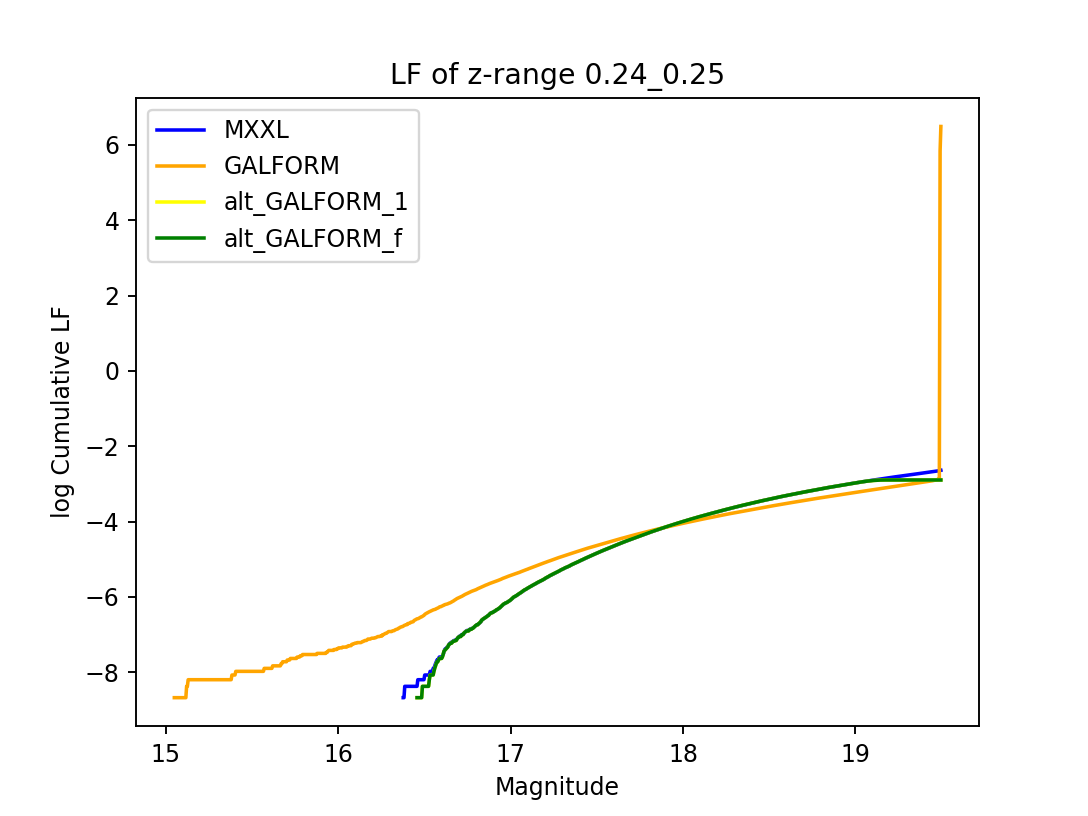 LF of z-range 0.24_0.25
MXXL
GALFORM
alt_GALFORM_1
alt_GALFORM_f
log Cumulative LF
6
4
2
0
−2
−4
−6
−8
15 16 17 18 19
Magnitude